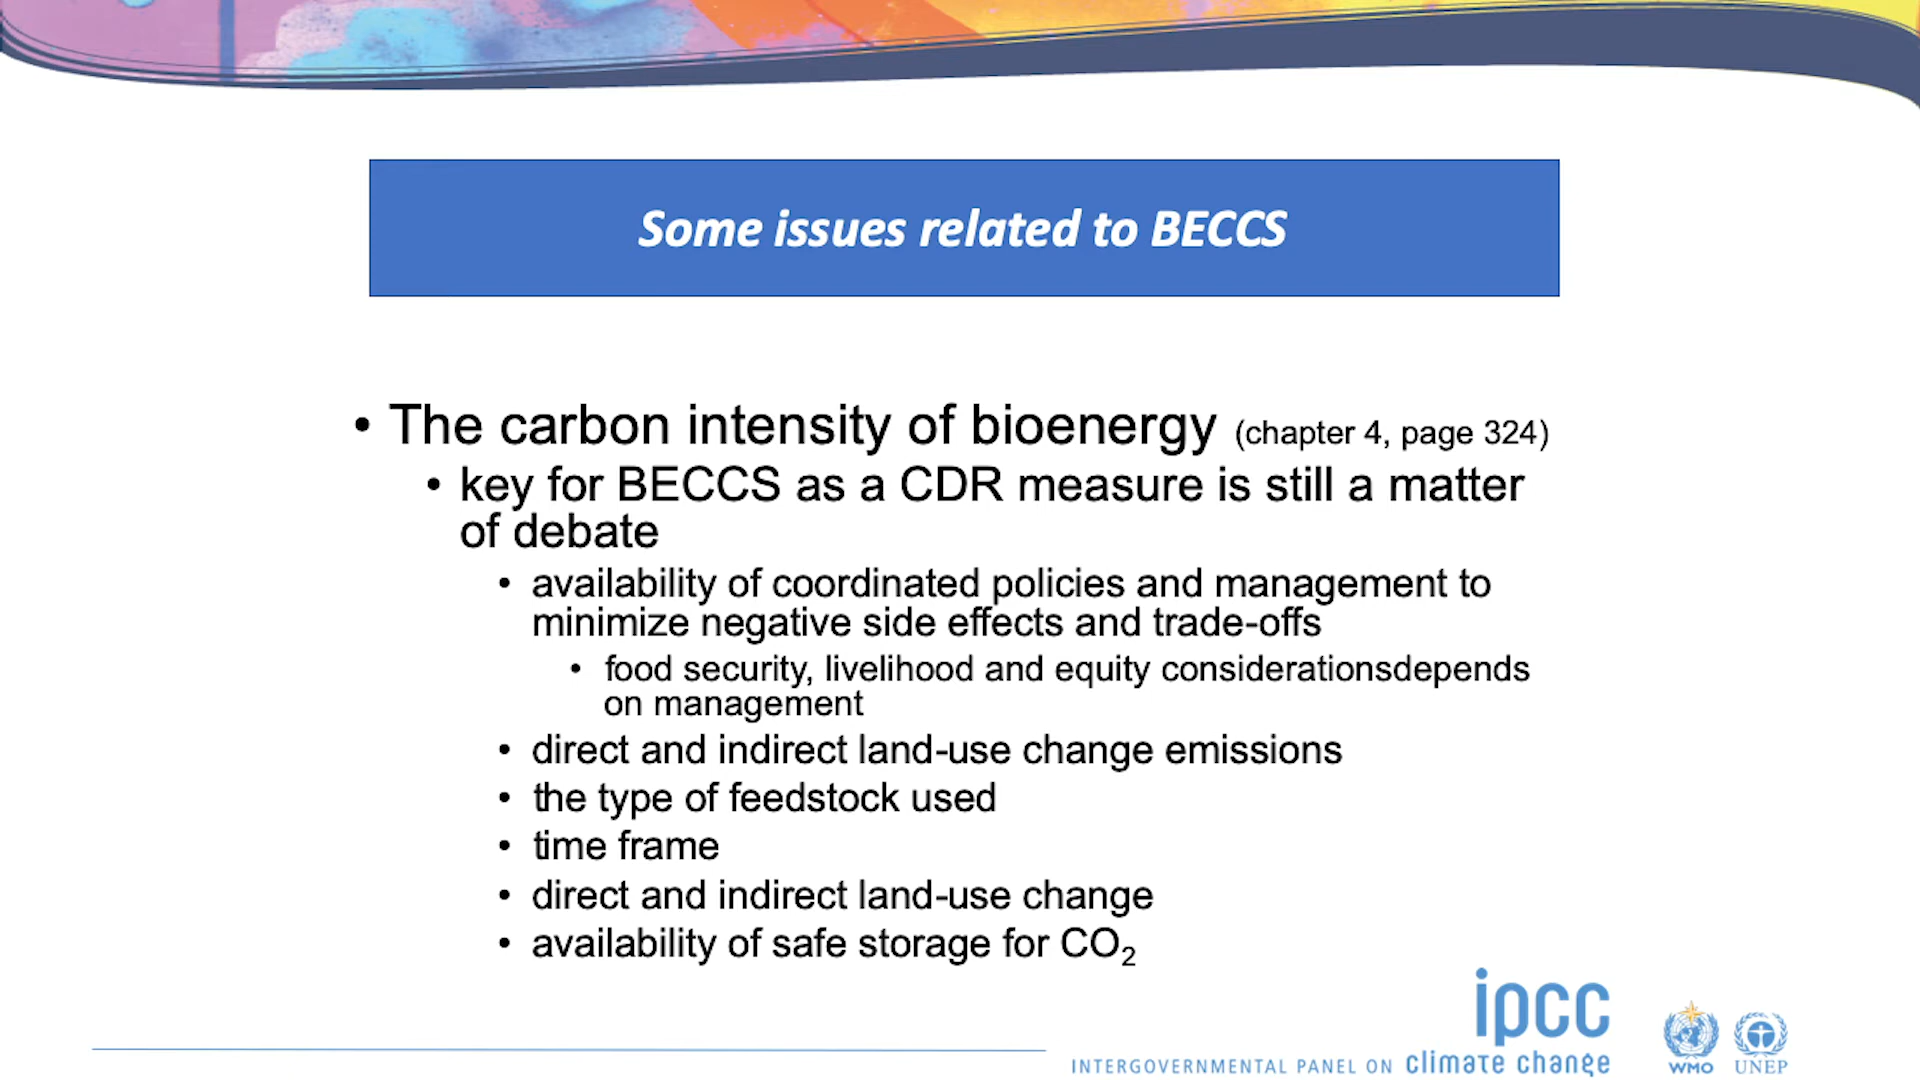 Some issues related to BECCS
• The carbon intensity of bioenergy (chapter 4, page 324)
• key for BECCS as a CDR measure is still a matter
of debate
• availability of coordinated policies and management to
minimize negative side effects and trade-offs
• food security, livelihood and equity considerationsdepends
on management
• direct and indirect land-use change emissions
• the type of feedstock used
• time frame
• direct and indirect land-use change
• availability of safe storage for CO₂
ipcc
INTERGOVERNMENTAL PANEL ON climate change
WMO UNEP